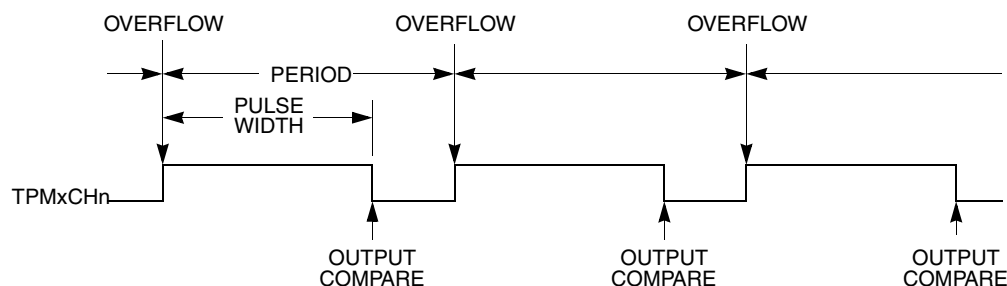 OVERFLOW OVERFLOW OVERFLOW
PERIOD
PULSE
WIDTH
TPMxCHn
OUTPUT
COMPARE
OUTPUT
COMPARE
OUTPUT
COMPARE